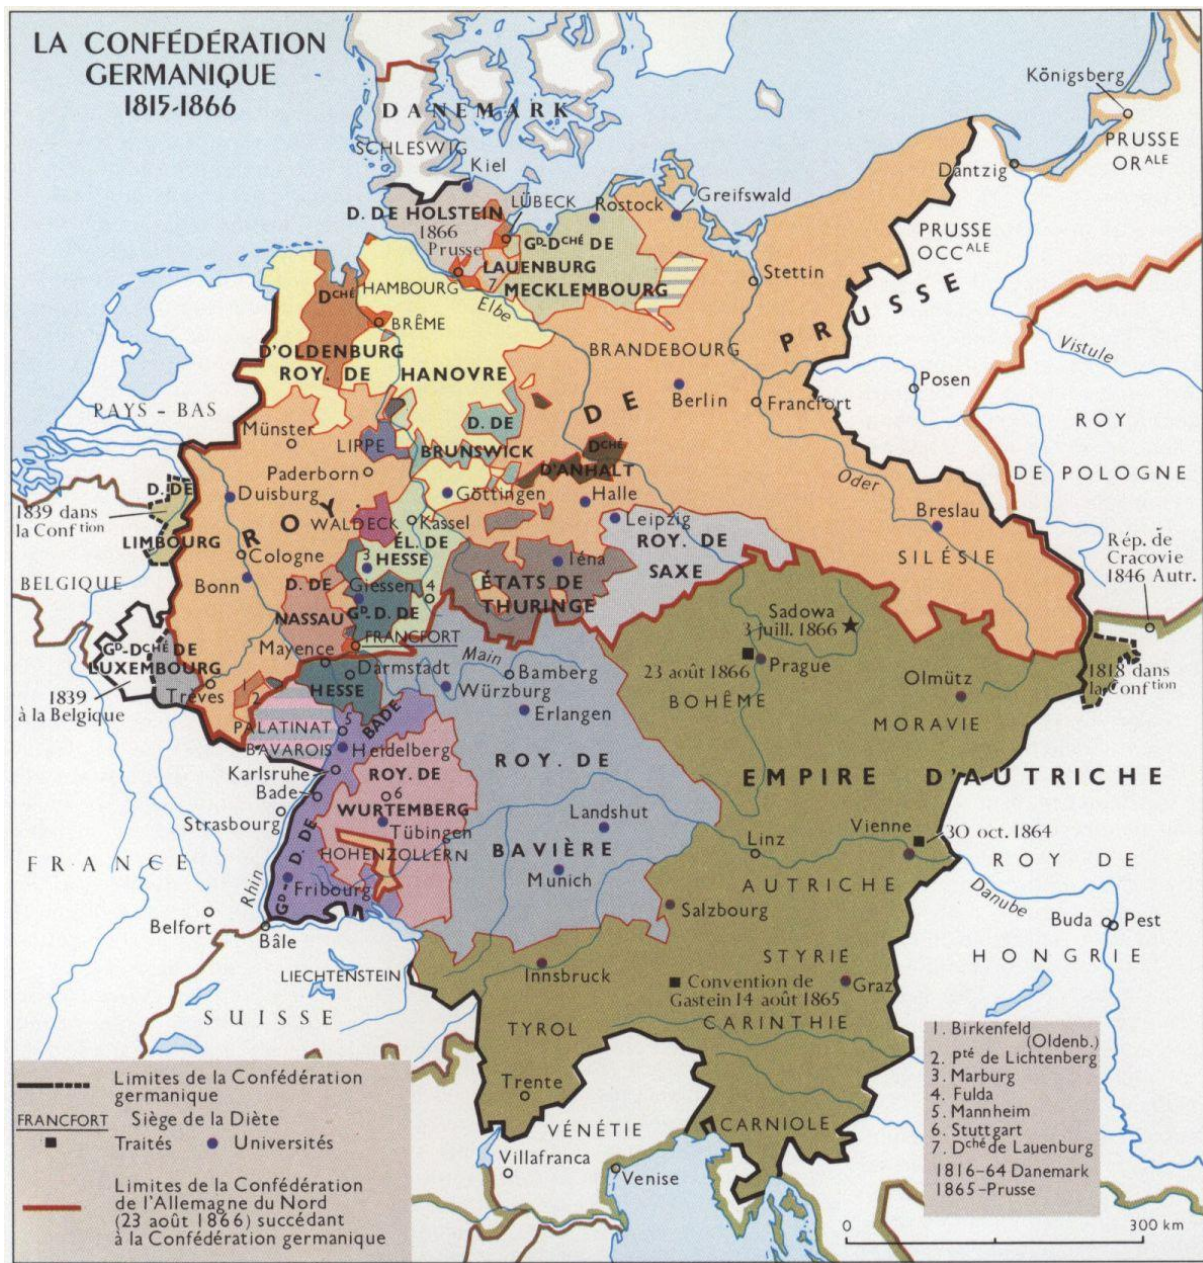 LA CONFÉDÉRATION
GERMANIQUE
1815-1866
DANEMARK
SCHLESWIG
Kiel
Königsberg
PRUSSE
ORALE
Dantzig
LÜBECK
Rostock
Greifswald
D. DE HOLSTEIN
1866
Prusse
GD-DCHÉ DE
PRUSSE
OCCALE
LAUENBURG
7
MECKLEMBOURG
Stettin
HAMBOURG
Elbe
DCHÉ
BRÊME
D'OLDENBURG
ROY. DE HANOVRE
BRANDEBOURG
PRUSSE
Vistule
Berlin
Francfort
Posen
DE
ROY
DE POLOGNE
PAYS-BAS
Münster
LIPPE
D. DE
BRUNSWICK
DCHÉ
D'ANHALT
Oder
Paderborn
D. DE
LIMBOURG
1839 dans
la Conftion
Duisburg
Göttingen
Halle
Breslau
ROY.
WALDECK
Kassel
Leipzig
ROY. DE
SAXE
SILÉSIE
Rép. de
Cracovie
1846 Autr.
Cologne
ÉL. DE
HESSE
3
Iéna
BELGIQUE
Bonn
D. DE
NASSAU
Giessen
4
GD. D. DE
ÉTATS DE
THURINGE
Sadowa
3 juill. 1866
FRANCFORT
GD-DCHÉ DE
LUXEMBOURG
Mayence
Main
23 août 1866
Prague
1818 dans
la Conftion
1839
à la Belgique
Trèves
1
2
Darmstadt
HESSE
Bamberg
Würzburg
BOHÊME
Olmütz
Erlangen
MORAVIE
PALATINAT
BAVAROIS
5
BADE
Heidelberg
Karlsruhe
ROY. DE
WURTEMBERG
ROY. DE
BAVIÈRE
EMPIRE D'AUTRICHE
Bade
6
Strasbourg
Tübingen
Landshut
Vienne
30 oct. 1864
Linz
ROY DE
HONGRIE
FRANCE
HOHENZOLLERN
GD-D. DE
Fribourg
Munich
AUTRICHE
Danube
Rhin
Salzbourg
Buda
Pest
Belfort
Bâle
LIECHTENSTEIN
Innsbruck
STYRIE
Graz
Convention de
Gastein 14 août 1865
SUISSE
TYROL
CARINTHIE
Trente
CARNIOLE
VÉNÉTIE
Villafranca
Venise
Limites de la Confédération
germanique
FRANCFORT Siège de la Diète
Traités Universités
Limites de la Confédération
de l'Allemagne du Nord
(23 août 1866) succédant
à la Confédération germanique
1. Birkenfeld
(Oldenb.)
2. Pté de Lichtenberg
3. Marburg
4. Fulda
5. Mannheim
6. Stuttgart
7. Dché de Lauenburg
1816-64 Danemark
1865-Prusse
0 300 km